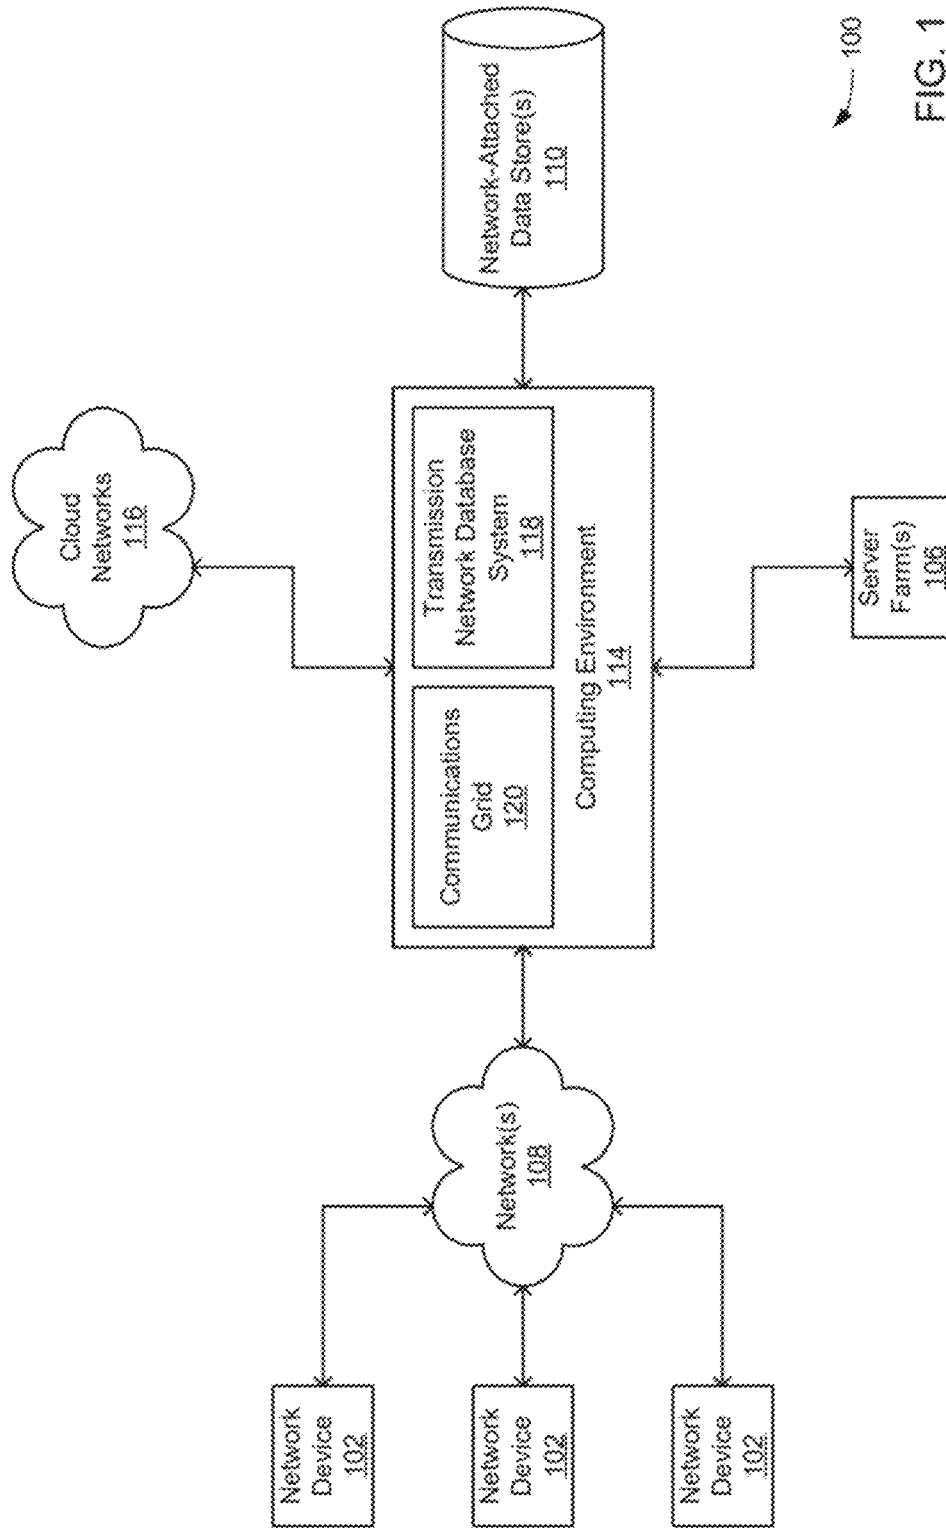 Network
Device
102
Network
Device
102
Network
Device
102
Network(s)
108
Cloud
Networks
116
Communications
Grid
120
Transmission
Network Database
System
118
Computing Environment
114
Server
Farm(s)
106
Network-Attached
Data Store(s)
110
100
FIG. 1